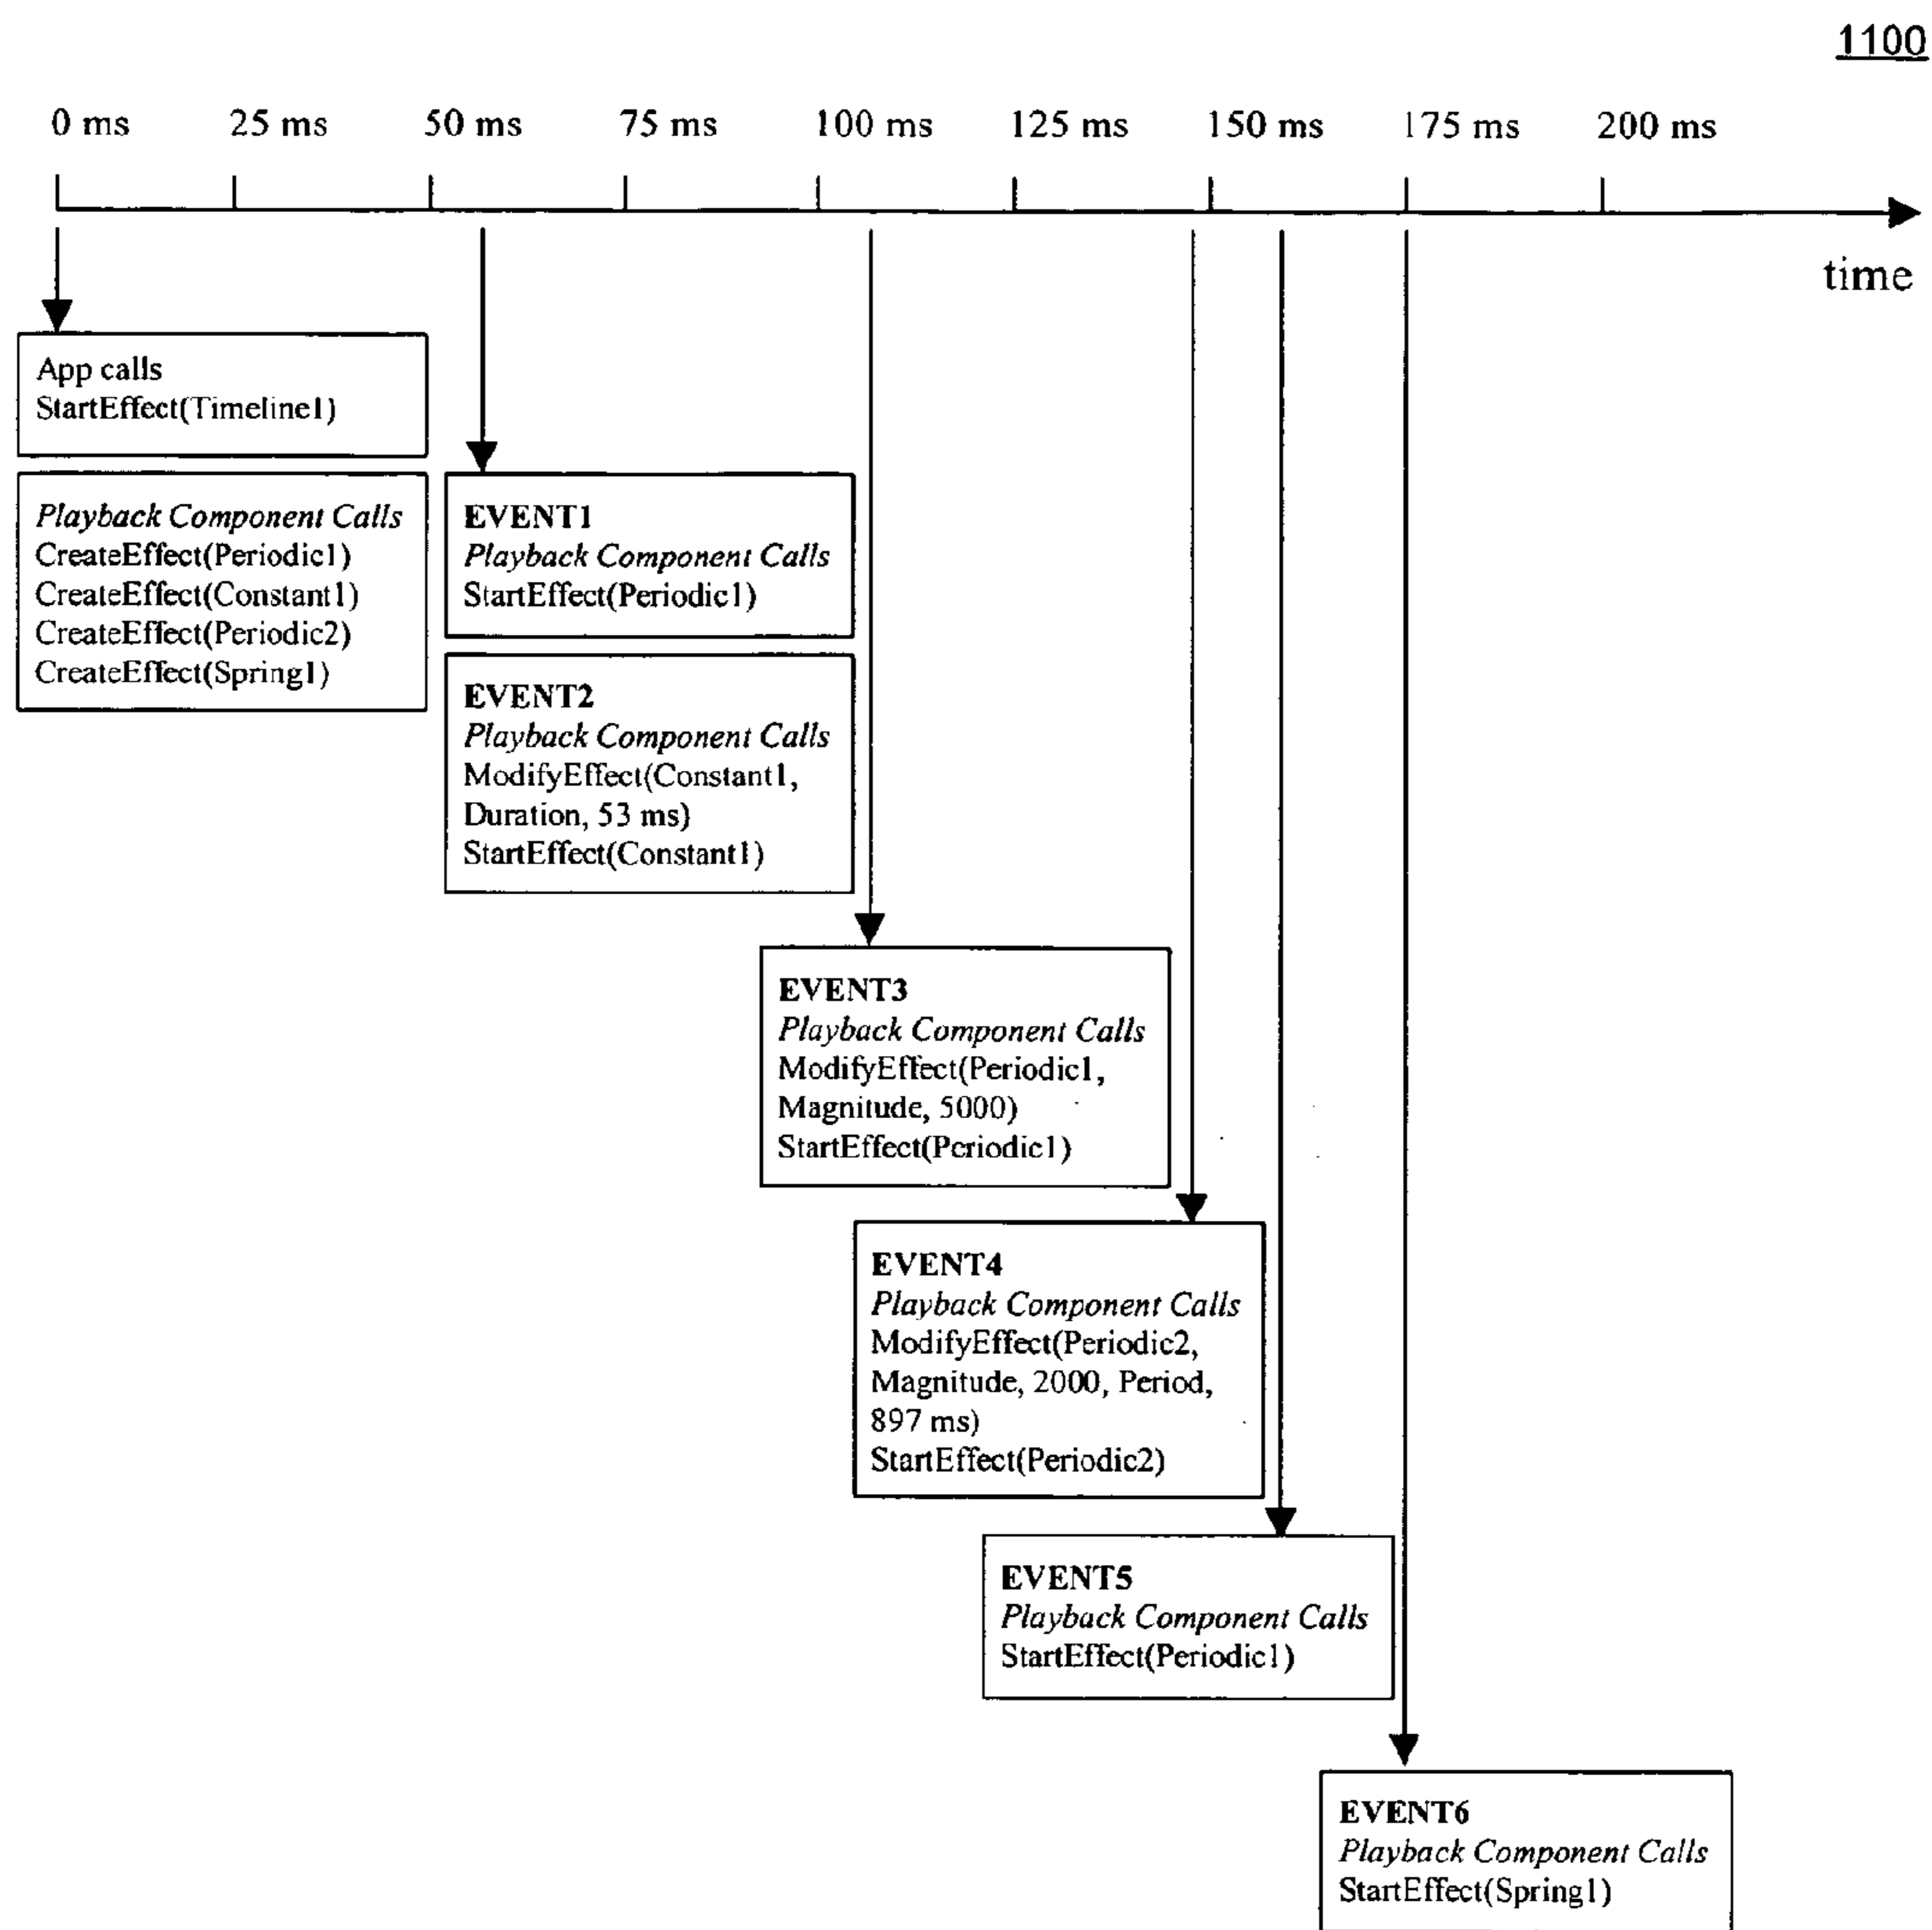 1100
0 ms 25 ms 50 ms 75 ms 100 ms 125 ms 150 ms 175 ms 200 ms
time
App calls
StartEffect(Timeline1)
Playback Component Calls
CreateEffect(Periodic1)
CreateEffect(Constant1)
CreateEffect(Periodic2)
CreateEffect(Spring1)
EVENT1
Playback Component Calls
StartEffect(Periodic1)
EVENT2
Playback Component Calls
ModifyEffect(Constant1,
Duration, 53 ms)
StartEffect(Constant1)
EVENT3
Playback Component Calls
ModifyEffect(Periodic1,
Magnitude, 5000)
StartEffect(Periodic1)
EVENT4
Playback Component Calls
ModifyEffect(Periodic2,
Magnitude, 2000, Period,
897 ms)
StartEffect(Periodic2)
EVENT5
Playback Component Calls
StartEffect(Periodic1)
EVENT6
Playback Component Calls
StartEffect(Spring1)